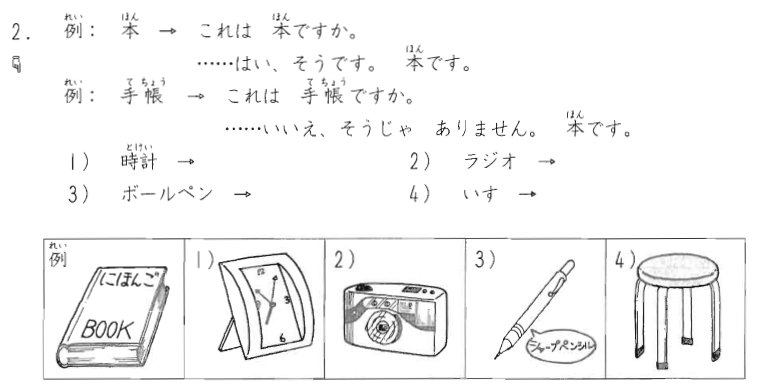 2. 例： 本 → これは 本ですか。
……はい、そうです。 本です。
例： 手帳 → これは 手帳ですか。
……いいえ、そうじゃ ありません。 本です。
1) 時計 → 2) ラジオ →
3) ボールペン → 4) いす →
例 1) 2) 3) 4)
にほんご
BOOK
12
3
6
シャープペンシル